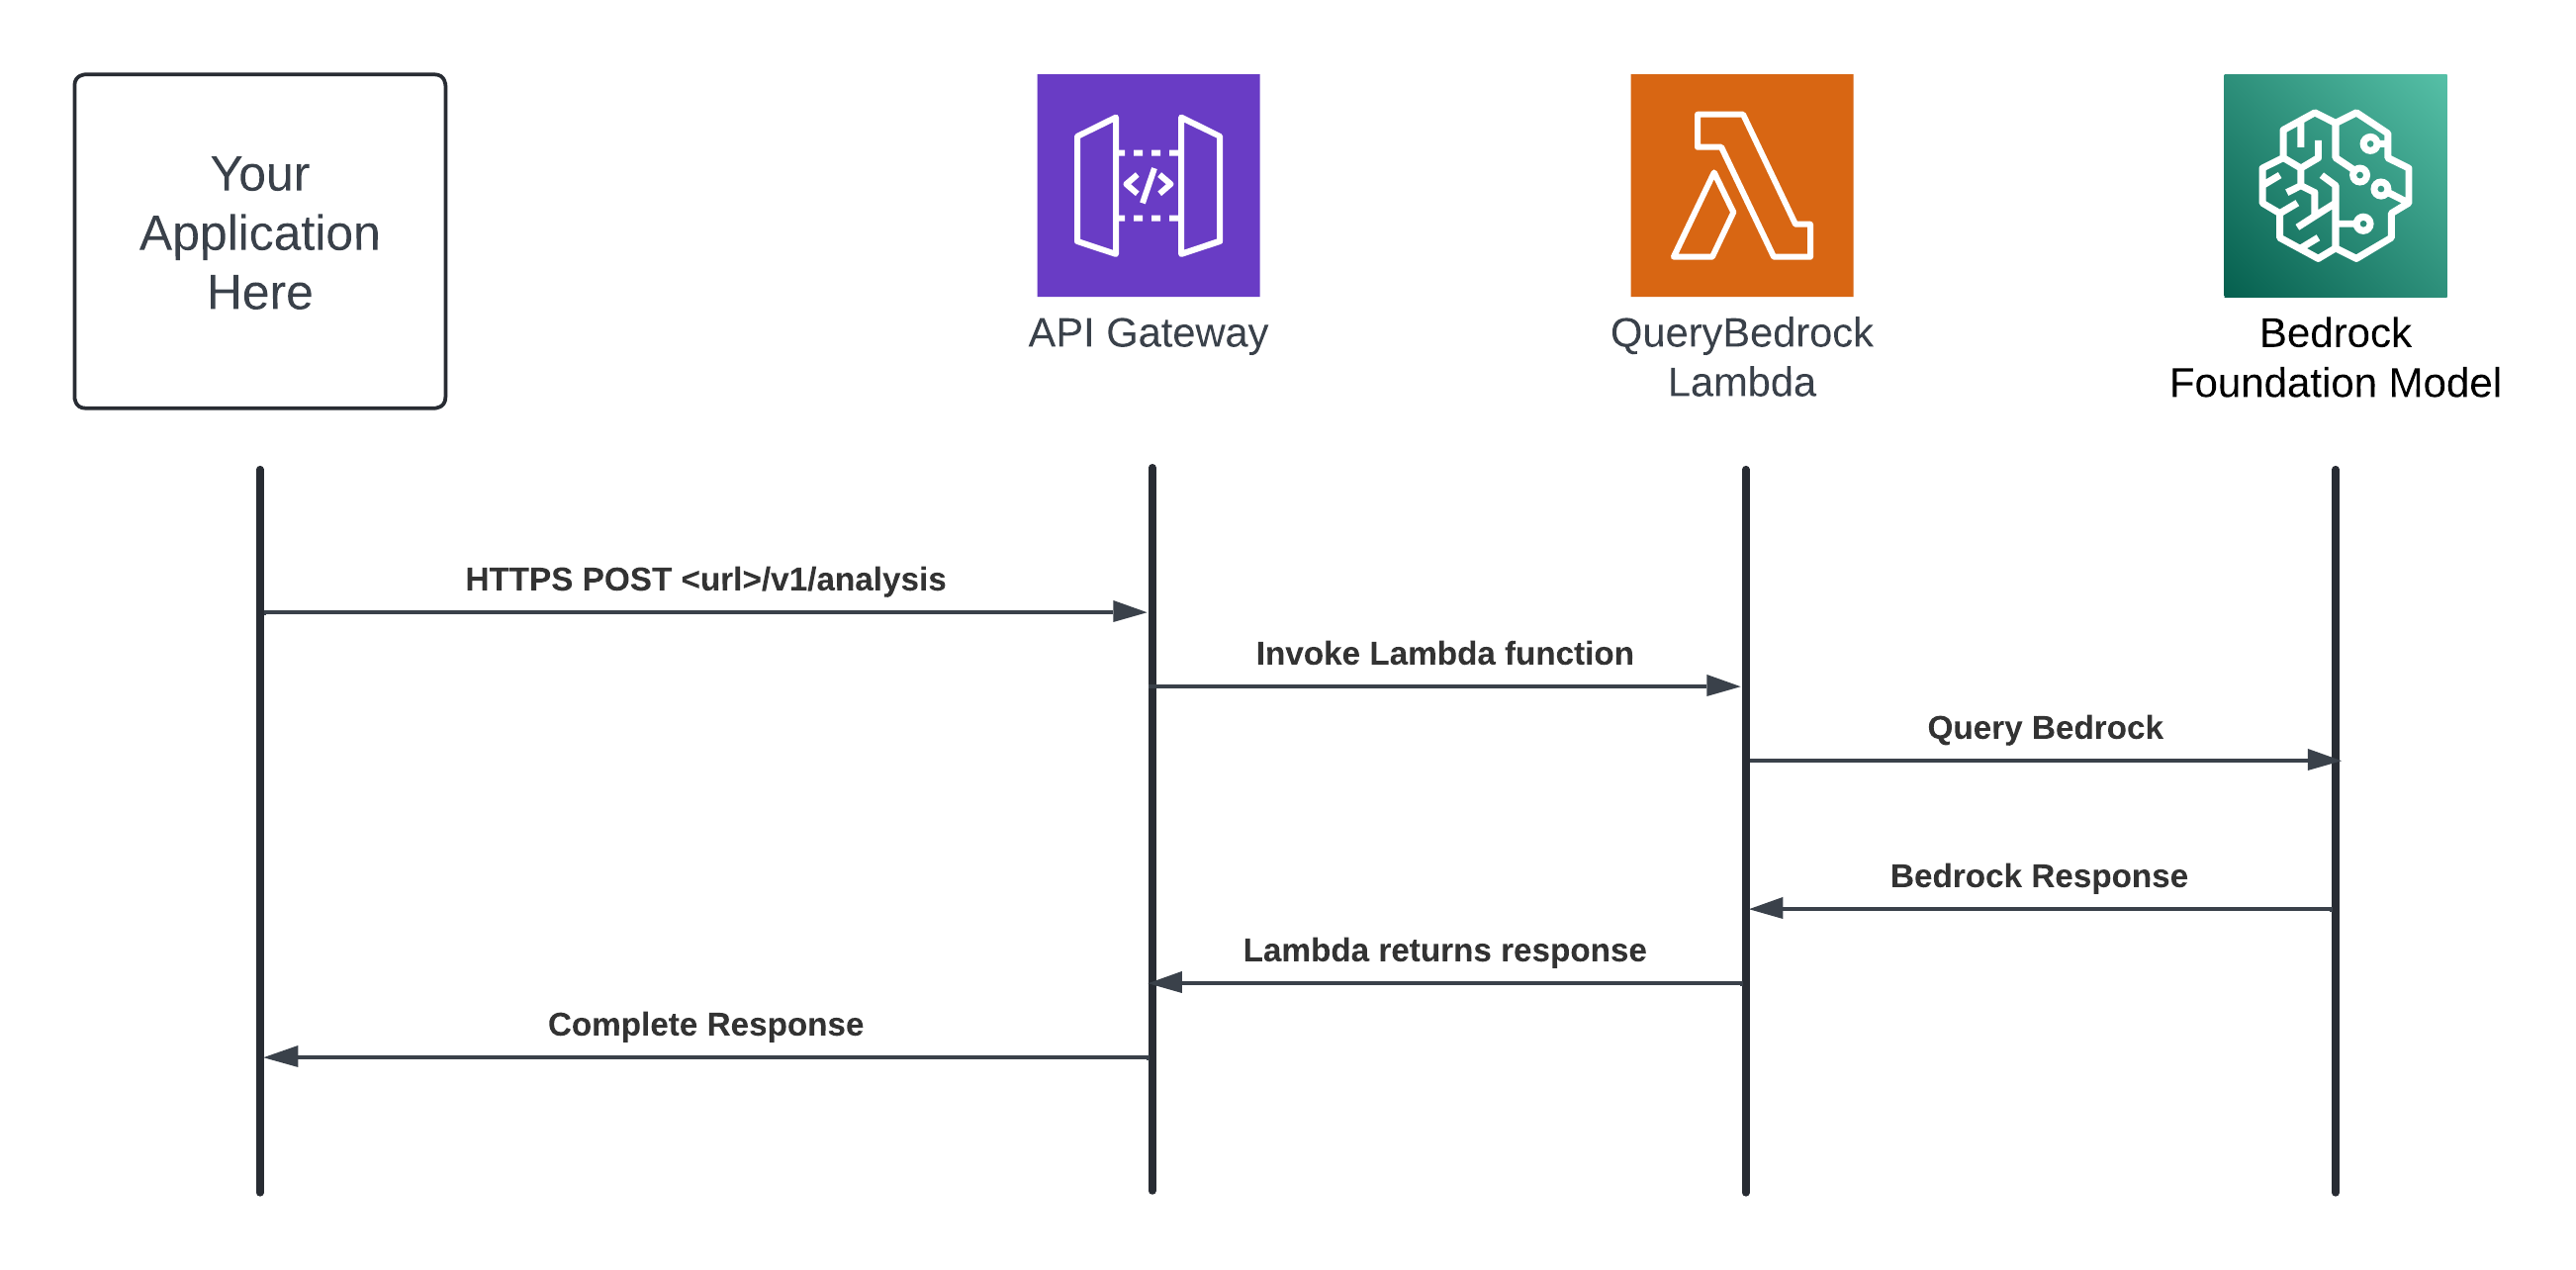 Your
Application
Here
API Gateway
QueryBedrock
Lambda
Bedrock
Foundation Model
HTTPS POST <url>/v1/analysis
Invoke Lambda function
Query Bedrock
Bedrock Response
Lambda returns response
Complete Response